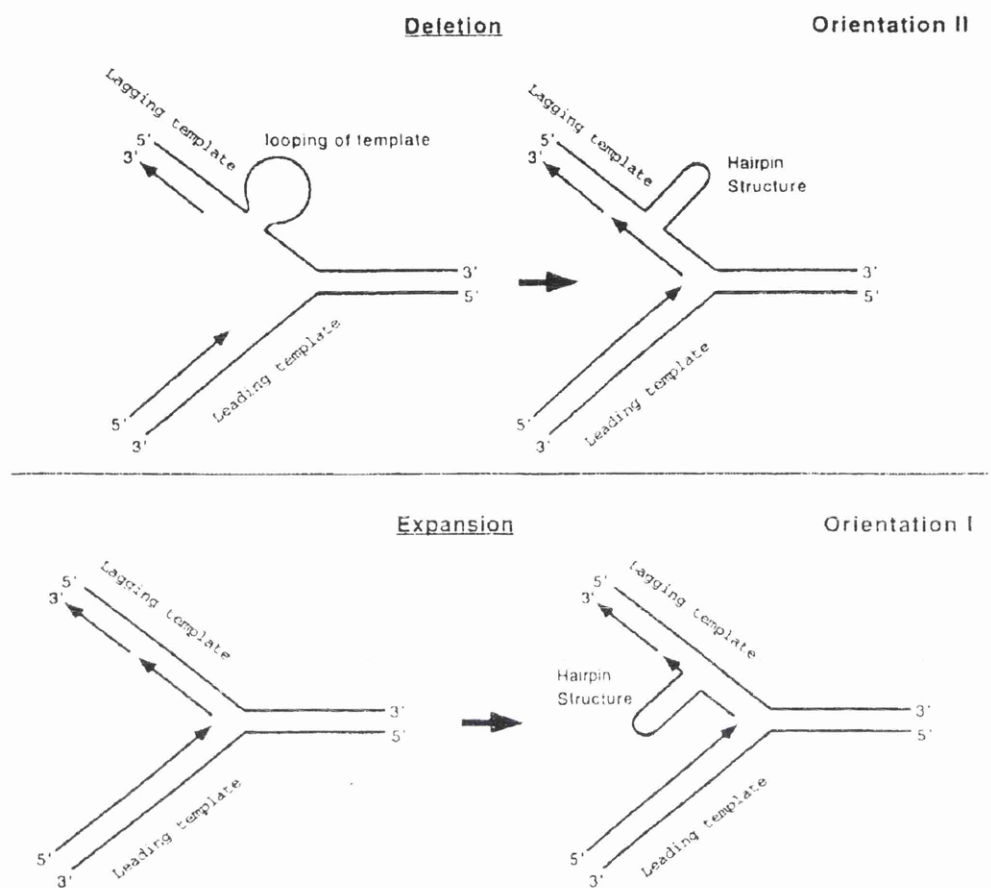 Deletion
Orientation II
Lagging template
5'
3'
looping of template
3'
5'
Leading template
5'
3'
Lagging template
5'
3'
Hairpin
Structure
3'
5'
Leading template
5'
3'
Expansion
Orientation I
Lagging template
5'
3'
3'
5'
Leading template
5'
3'
Lagging template
5'
3'
Hairpin
Structure
3'
5'
Leading template
5'
3'